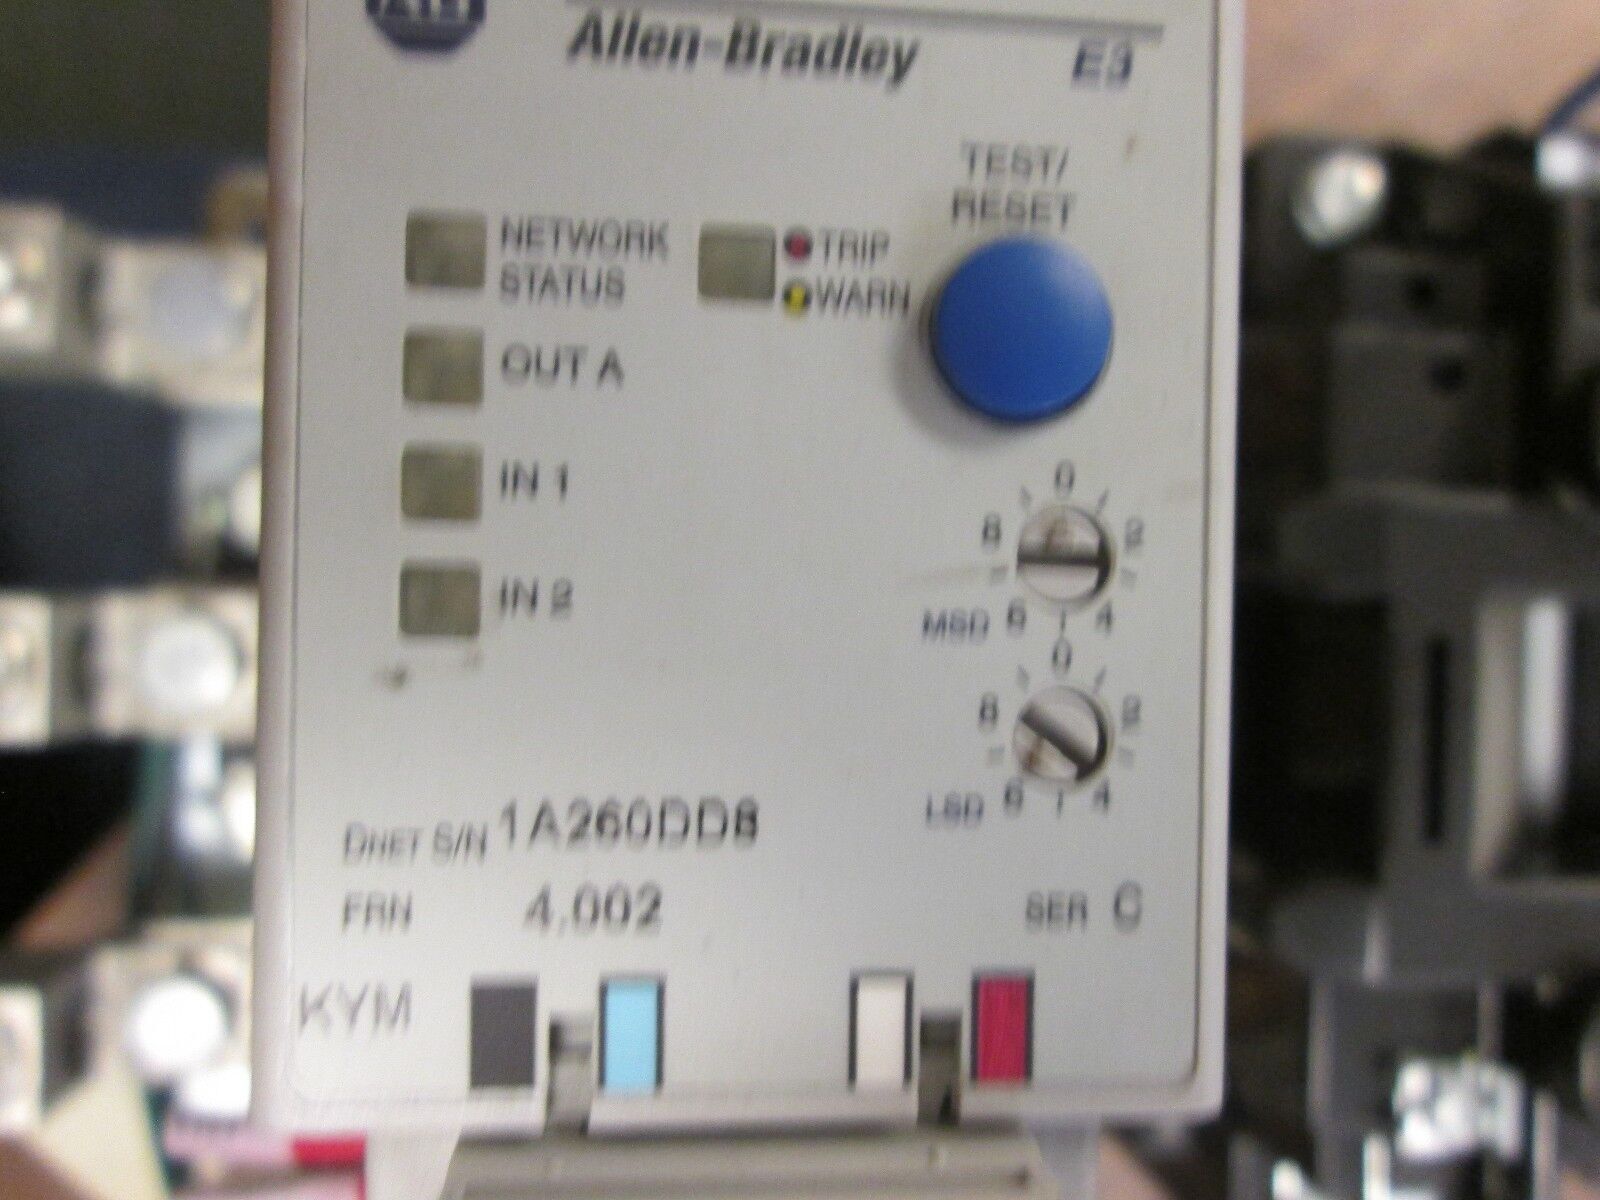 AB
Allen-Bradley E3
TEST/
RESET
NETWORK
STATUS
TRIP
WARN
OUT A
IN 1
IN 2
0
8 2
MSD 6 4
0
8 2
LSD 6 4
DNET S/N 1A260DD8
FRN 4.002 SER C
KYM